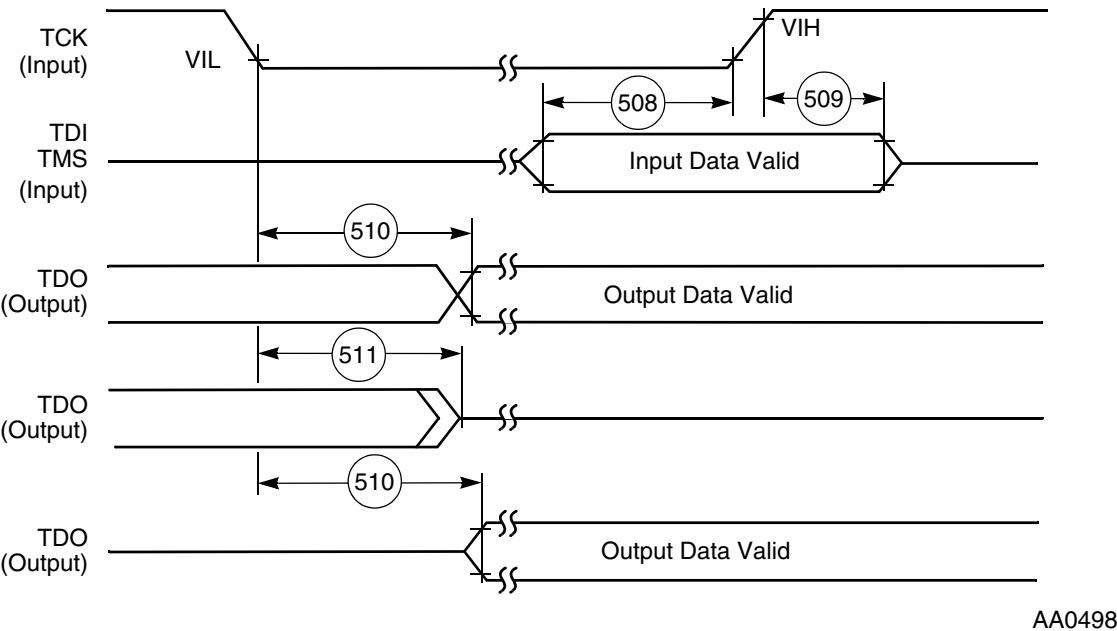 TCK
(Input)
VIL
VIH
508
509
TDI
TMS
(Input)
Input Data Valid
510
TDO
(Output)
Output Data Valid
511
TDO
(Output)
510
TDO
(Output)
Output Data Valid
AA0498